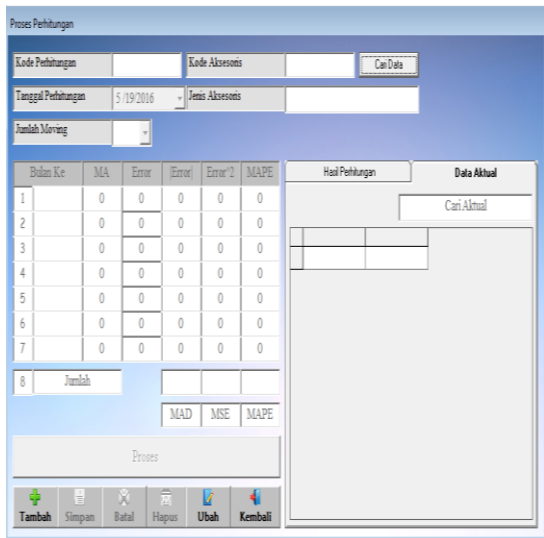 Proses Perhitungan
Kode Perhitungan Kode Aksesoris Cari Data
Tanggal Perhitungan 5/19/2016 Jenis Aksesoris
Jumlah Moving
Bulan Ke MA Error |Error| Error^2 MAPE
1 0 0 0 0 0
2 0 0 0 0 0
3 0 0 0 0 0
4 0 0 0 0 0
5 0 0 0 0 0
6 0 0 0 0 0
7 0 0 0 0 0
8 Jumlah
MAD MSE MAPE
Proses
Tambah Simpan Batal Hapus Ubah Kembali
Hasil Perhitungan Data Aktual
Cari Aktual